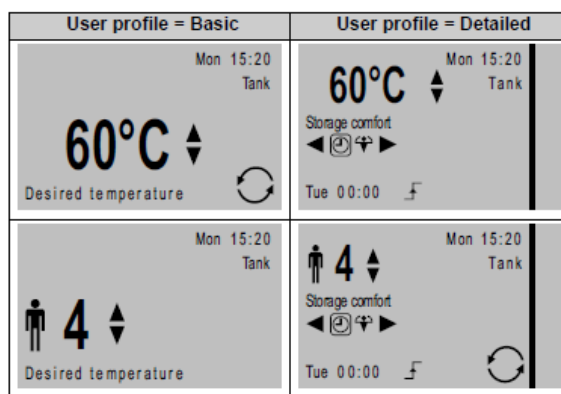 User profile = Basic
User profile = Detailed
Mon 15:20
Tank
60°C
Desired temperature
Mon 15:20
60°C
Tank
Storage comfort
Tue 00:00
Mon 15:20
Tank
4
Desired temperature
Mon 15:20
4
Tank
Storage comfort
Tue 00:00